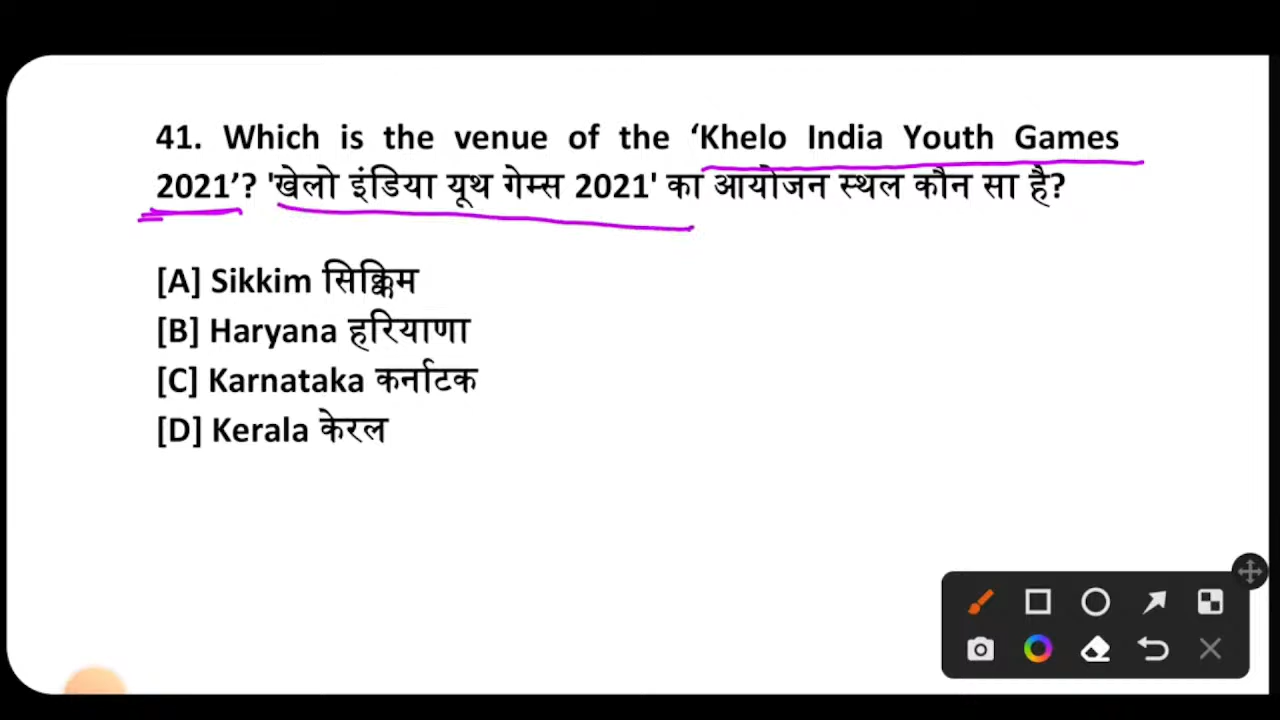 41. Which is the venue of the ‘Khelo India Youth Games
2021’? 'खेलो इंडिया यूथ गेम्स 2021' का आयोजन स्थल कौन सा है?
[A] Sikkim सिक्किम
[B] Haryana हरियाणा
[C] Karnataka कर्नाटक
[D] Kerala केरल